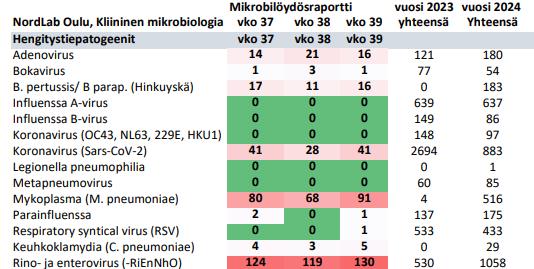 Mikrobilöydösraportti vuosi 2023 vuosi 2024
NordLab Oulu, Kliininen mikrobiologia vko 37 vko 38 vko 39 yhteensä Yhteensä
Hengitystiepatogeenit vko 37 vko 38 vko 39
Adenovirus 14 21 16 121 180
Bokavirus 1 3 1 77 54
B. pertussis/ B parap. (Hinkuyskä) 17 11 16 0 183
Influenssa A-virus 0 0 0 639 637
Influenssa B-virus 0 0 0 149 86
Koronavirus (OC43, NL63, 229E, HKU1) 0 0 0 148 97
Koronavirus (Sars-CoV-2) 41 28 41 2694 883
Legionella pneumophilia 0 0 0 0 1
Metapneumovirus 0 0 0 60 85
Mykoplasma (M. pneumoniae) 80 68 91 4 516
Parainfluenssa 2 0 1 137 175
Respiratory syntical virus (RSV) 0 0 1 533 433
Keuhkoklamydia (C. pneumoniae) 4 3 5 0 29
Rino- ja enterovirus (-RiEnNhO) 124 119 130 530 1058